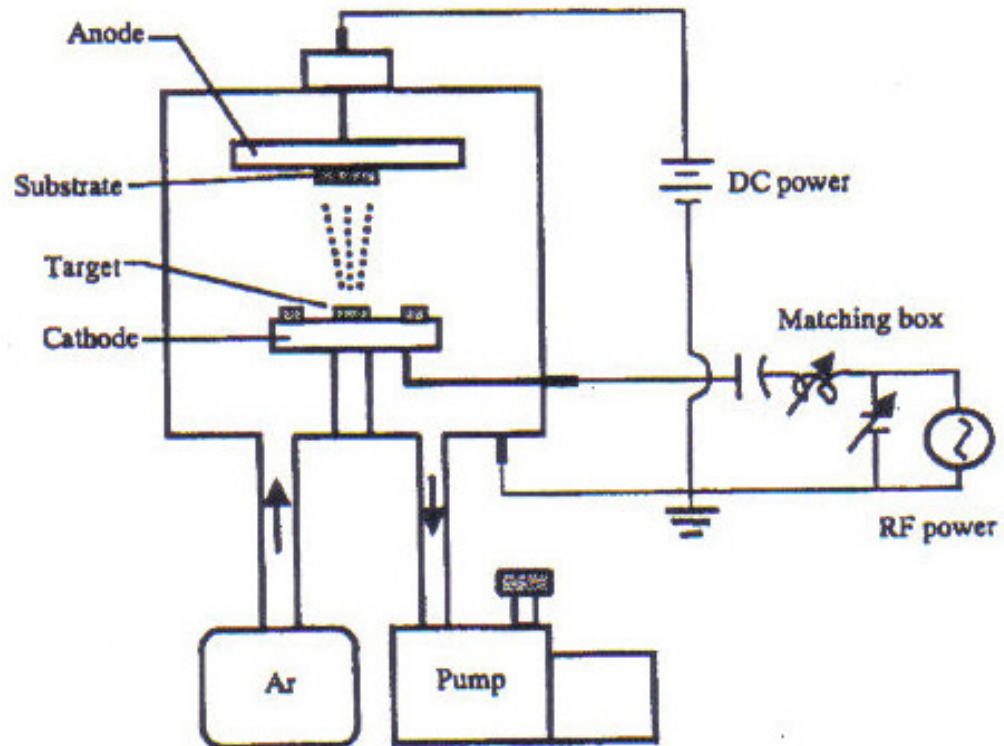 Anode
Substrate
DC power
Target
Cathode
Matching box
RF power
Ar
Pump